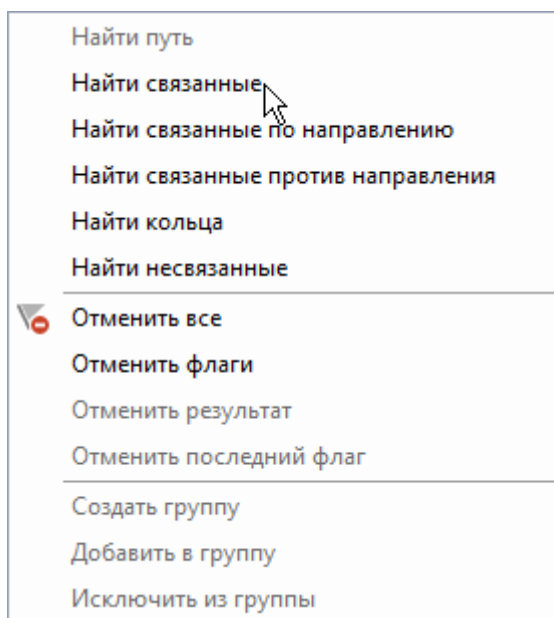 Найти путь
Найти связанные
Найти связанные по направлению
Найти связанные против направления
Найти кольца
Найти несвязанные
Отменить все
Отменить флаги
Отменить результат
Отменить последний флаг
Создать группу
Добавить в группу
Исключить из группы